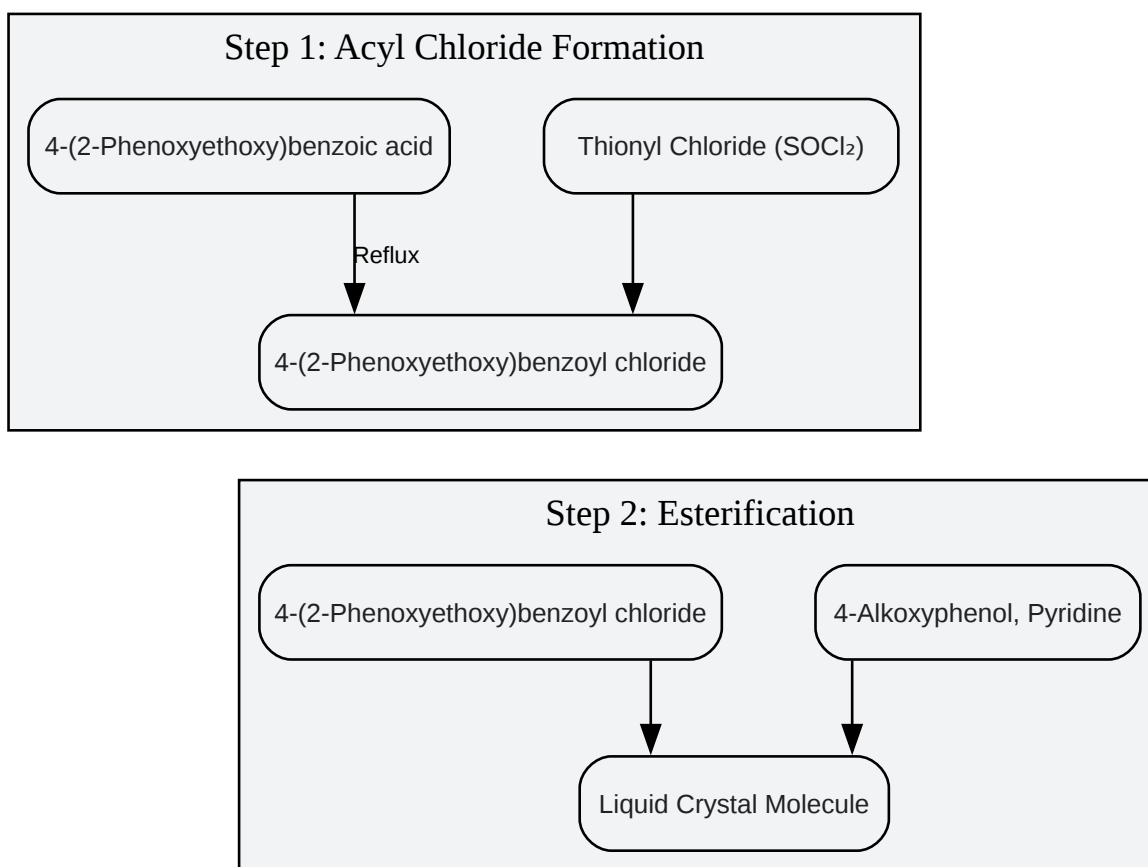 Step 1: Acyl Chloride Formation
4-(2-Phenoxyethoxy)benzoic acid
Thionyl Chloride (SOCl₂)
Reflux
4-(2-Phenoxyethoxy)benzoyl chloride
Step 2: Esterification
4-(2-Phenoxyethoxy)benzoyl chloride
4-Alkoxyphenol, Pyridine
Liquid Crystal Molecule